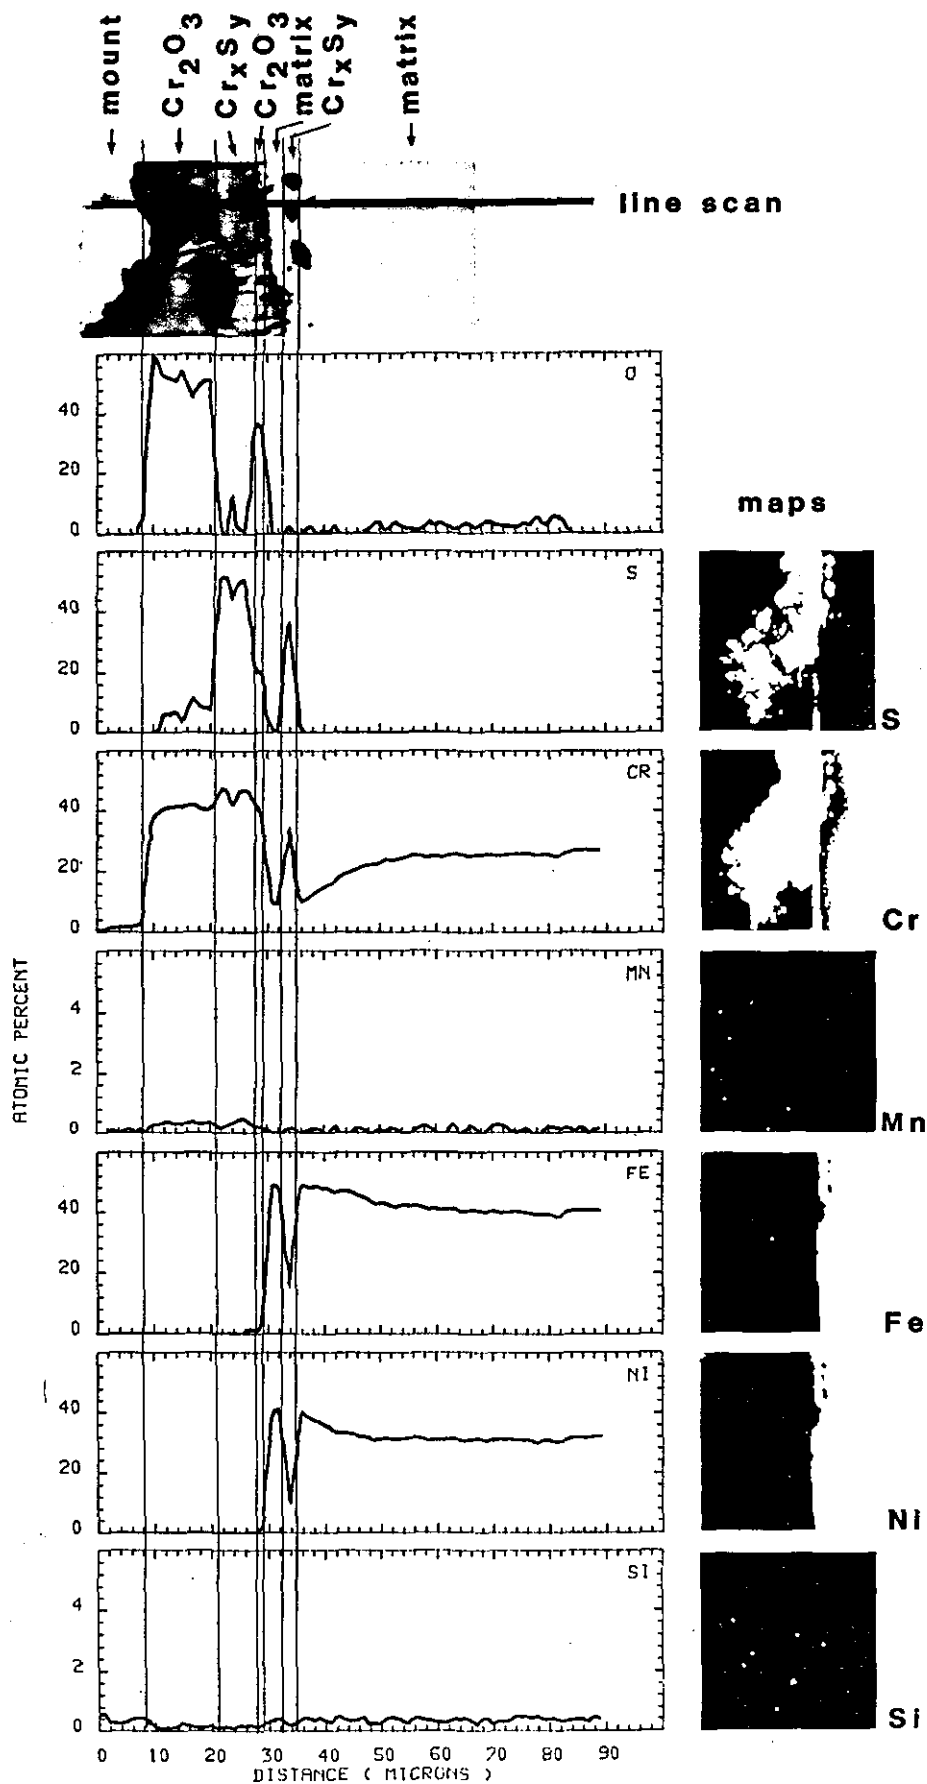 mount
Cr2O3
CrxSy
Cr2O3
matrix
CrxSy
matrix
line scan
O
40
20
0
maps
S
40
20
0
S
CR
40
20
0
Cr
MN
4
2
0
Mn
FE
40
20
0
Fe
NI
40
20
0
Ni
SI
4
2
0
Si
ATOMIC PERCENT
0 10 20 30 40 50 60 70 80 90
DISTANCE ( MICRONS )